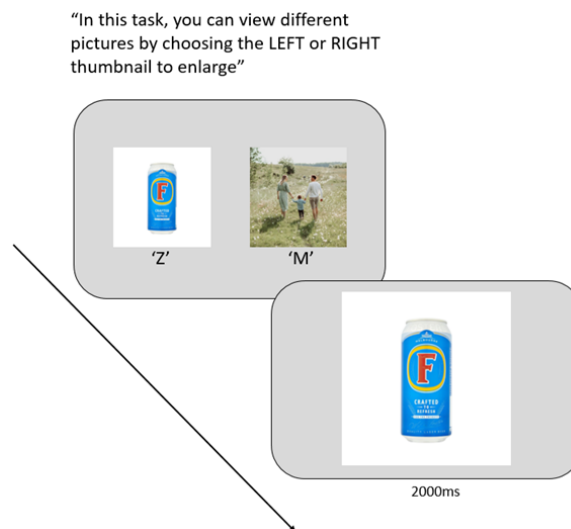 “In this task, you can view different
pictures by choosing the LEFT or RIGHT
thumbnail to enlarge”
F
CRAFTED
‘Z’
‘M’
F
CRAFTED
TO
REFRESH
2000ms